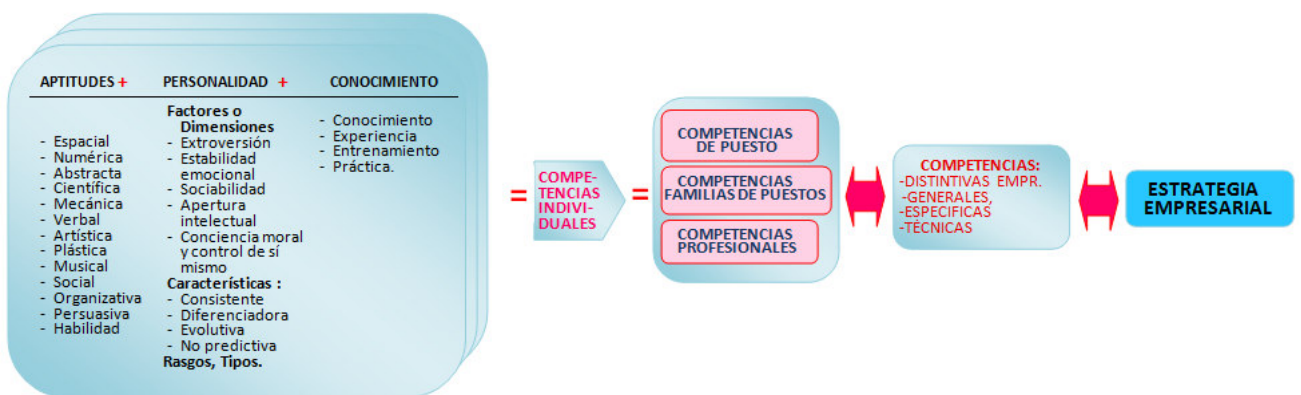 APTITUDES +
PERSONALIDAD +
CONOCIMIENTO
- Espacial
- Numérica
- Abstracta
- Científica
- Mecánica
- Verbal
- Artística
- Plástica
- Musical
- Social
- Organizativa
- Persuasiva
- Habilidad
Factores o
Dimensiones
- Extroversión
- Estabilidad
emocional
- Sociabilidad
- Apertura
intelectual
- Conciencia moral
y control de sí
mismo
Características :
- Consistente
- Diferenciadora
- Evolutiva
- No predictiva
Rasgos, Tipos.
- Conocimiento
- Experiencia
- Entrenamiento
- Práctica.
=
COMPE-
TENCIAS
INDIVI-
DUALES
=
COMPETENCIAS
DE PUESTO
COMPETENCIAS
FAMILIAS DE PUESTOS
COMPETENCIAS
PROFESIONALES
COMPETENCIAS:
-DISTINTIVAS EMPR.
-GENERALES,
-ESPECIFICAS
-TÉCNICAS
ESTRATEGIA
EMPRESARIAL